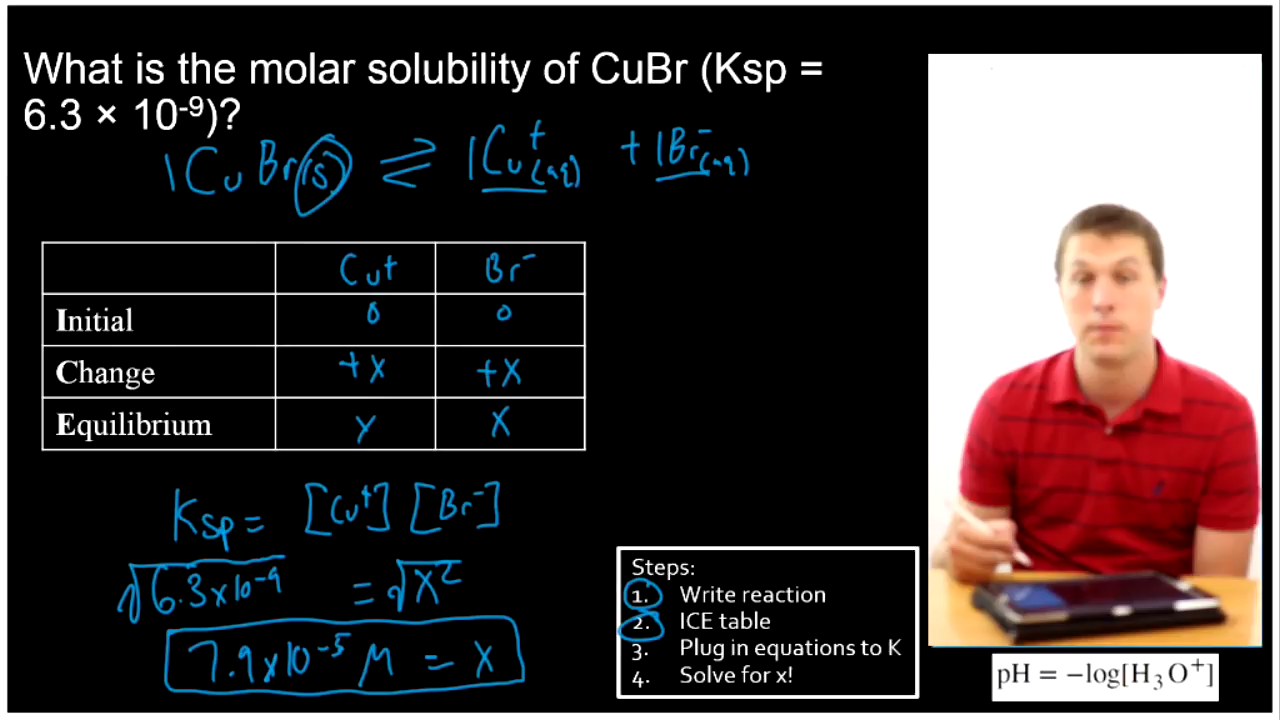 What is the molar solubility of CuBr (Ksp =
6.3 × 10⁻⁹)?
1CuBr(s) ⇌ 1Cu⁺(aq) + 1Br⁻(aq)
Cu⁺ Br⁻
Initial 0 0
Change +X +X
Equilibrium X X
Ksp = [Cu⁺] [Br⁻]
√6.3x10⁻⁹ = √X²
7.9x10⁻⁵ M = X
Steps:
1. Write reaction
2. ICE table
3. Plug in equations to K
4. Solve for x!
pH = −log[H₃O⁺]